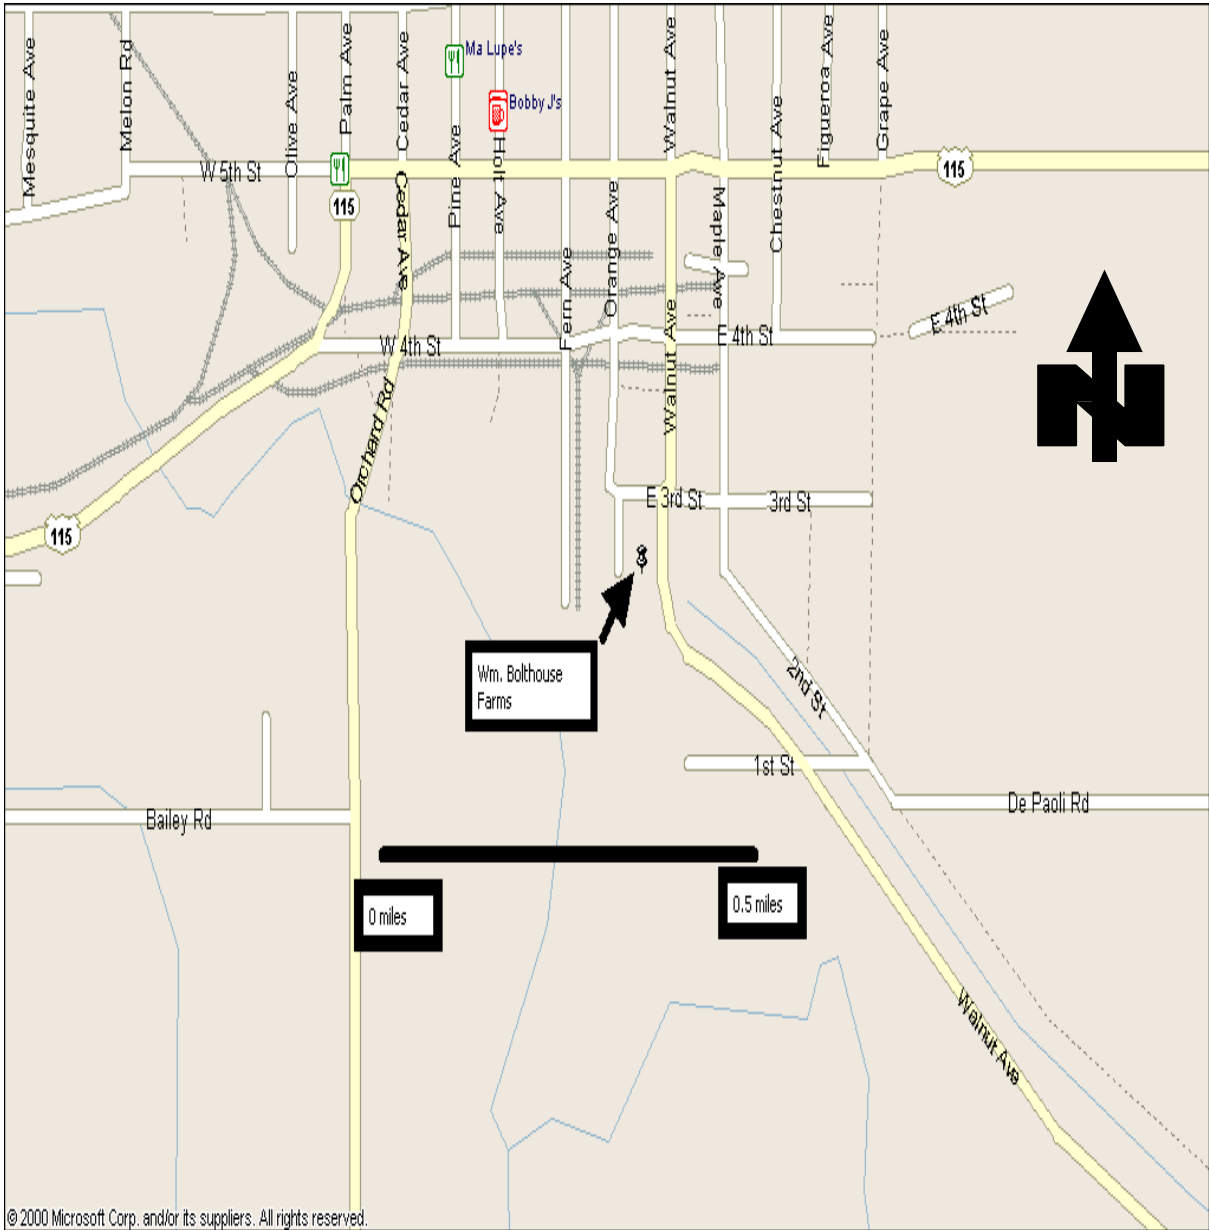 Mesquite Ave
Melon Rd
Olive Ave
Palm Ave
Cedar Ave
Pine Ave
Ma Lupe's
Bobby J's
Holt Ave
Walnut Ave
Chestnut Ave
Figueroa Ave
Grape Ave
W 5th St
115
115
Cedar Ave
Fern Ave
Orange Ave
Maple Ave
Walnut Ave
W 4th St
E 4th St
E 4th St
N
Orchard Rd
E 3rd St
3rd St
115
Wm. Bolthouse
Farms
2nd St
1st St
De Paoli Rd
Bailey Rd
0 miles
0.5 miles
Walnut Ave
© 2000 Microsoft Corp. and/or its suppliers. All rights reserved.